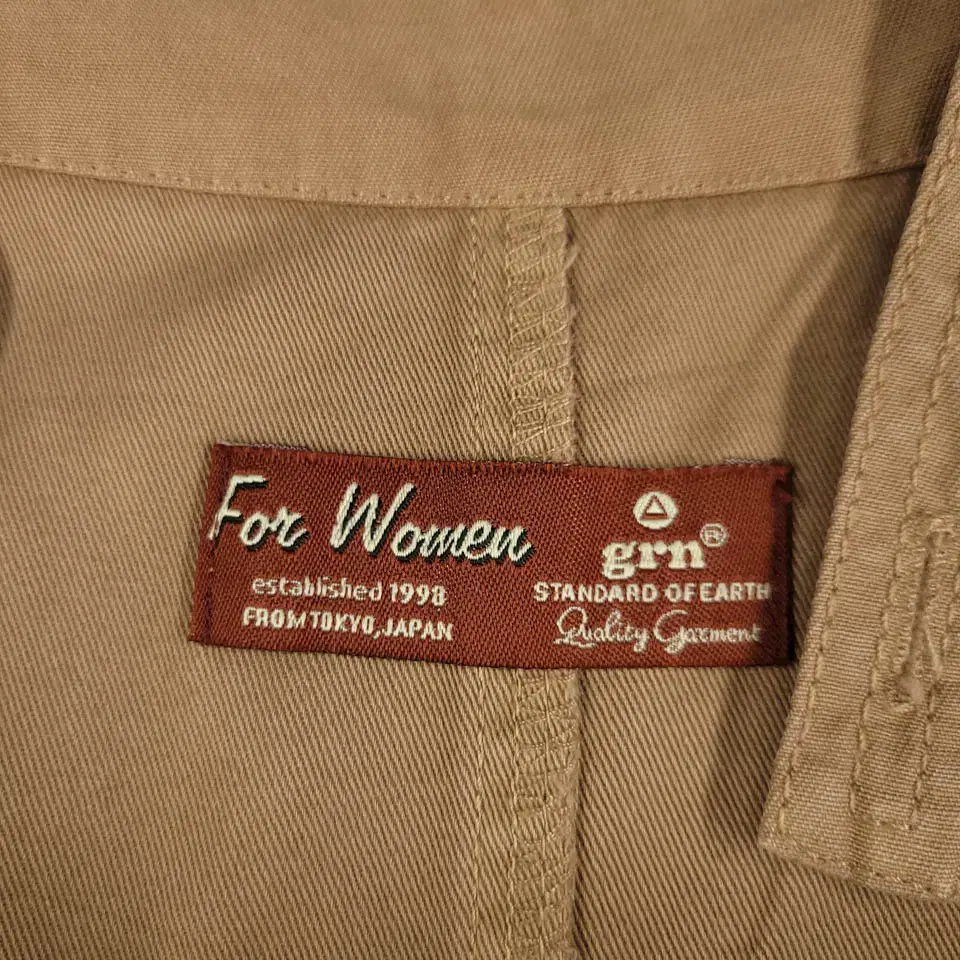 For Women
established 1998
FROM TOKYO, JAPAN
grn®
STANDARD OF EARTH
Quality Garment